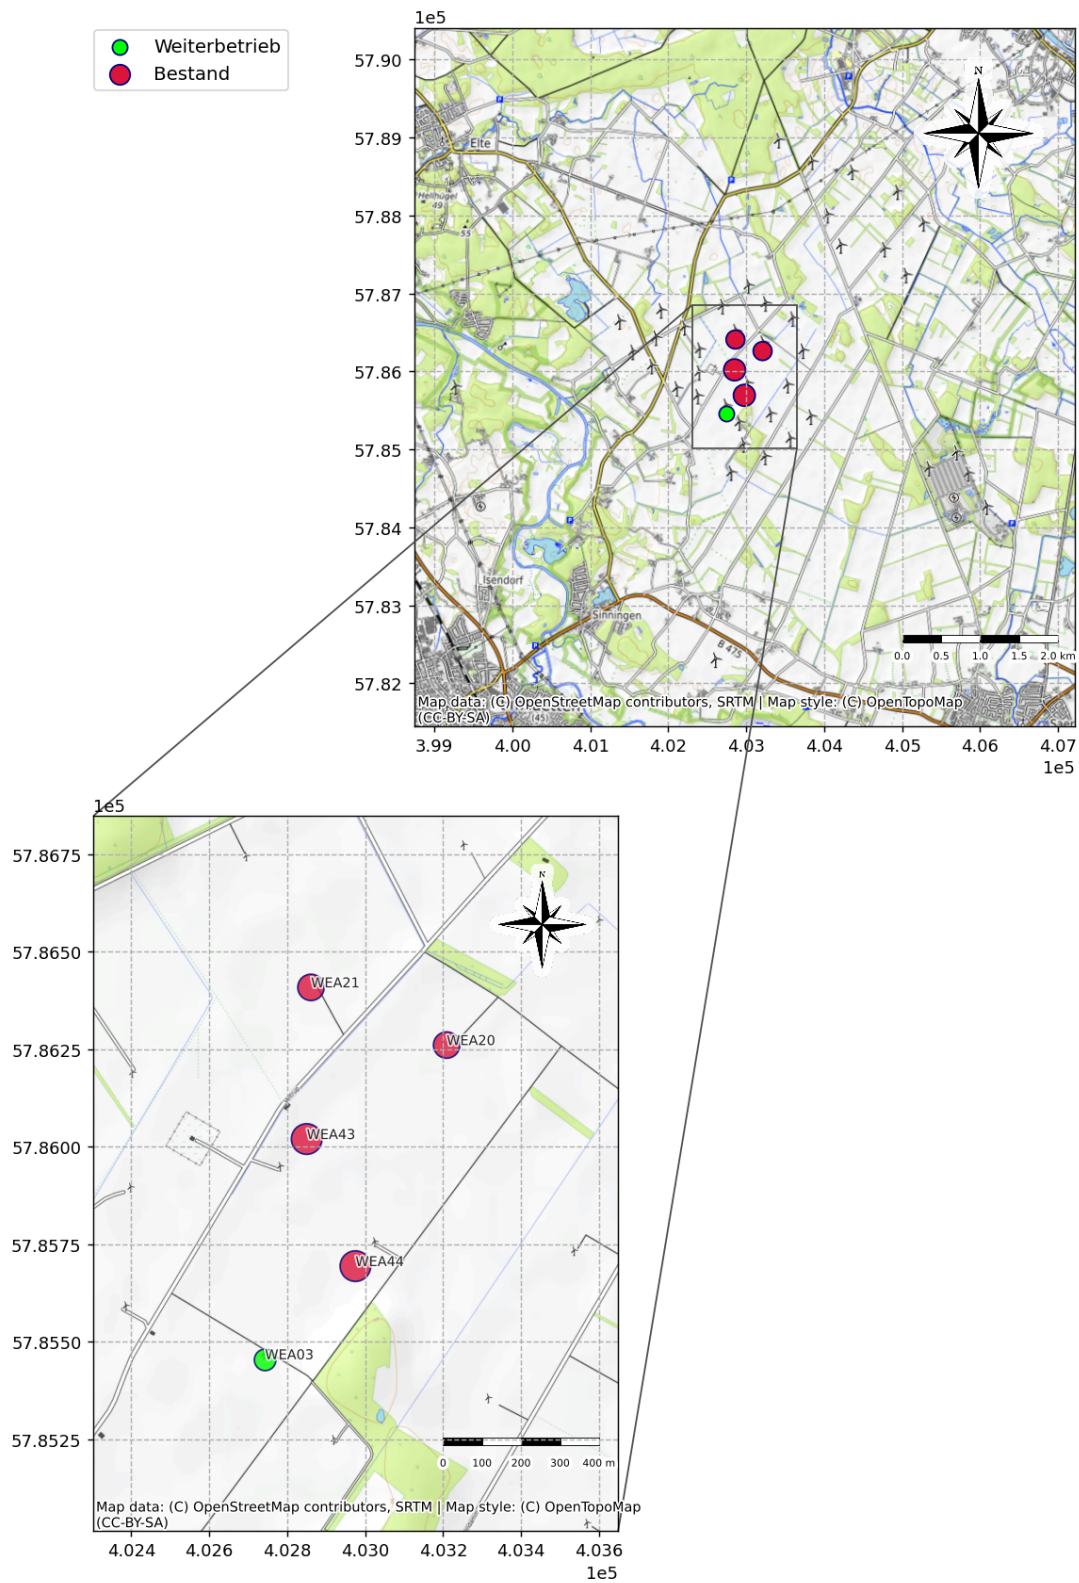 Weiterbetrieb
Bestand
1e5
57.90
57.89
57.88
57.87
57.86
57.85
57.84
57.83
57.82
N
Elte
Hellhügel
49
55
Isendorf
Sinningen
B 475
(45)
0.0 0.5 1.0 1.5 2.0 km
Map data: (C) OpenStreetMap contributors, SRTM | Map style: (C) OpenTopoMap
(CC-BY-SA)
3.99 4.00 4.01 4.02 4.03 4.04 4.05 4.06 4.07
1e5
1e5
57.8675
57.8650
57.8625
57.8600
57.8575
57.8550
57.8525
N
WEA21
WEA20
WEA43
WEA44
WEA03
0 100 200 300 400 m
Map data: (C) OpenStreetMap contributors, SRTM | Map style: (C) OpenTopoMap
(CC-BY-SA)
4.024 4.026 4.028 4.030 4.032 4.034 4.036
1e5